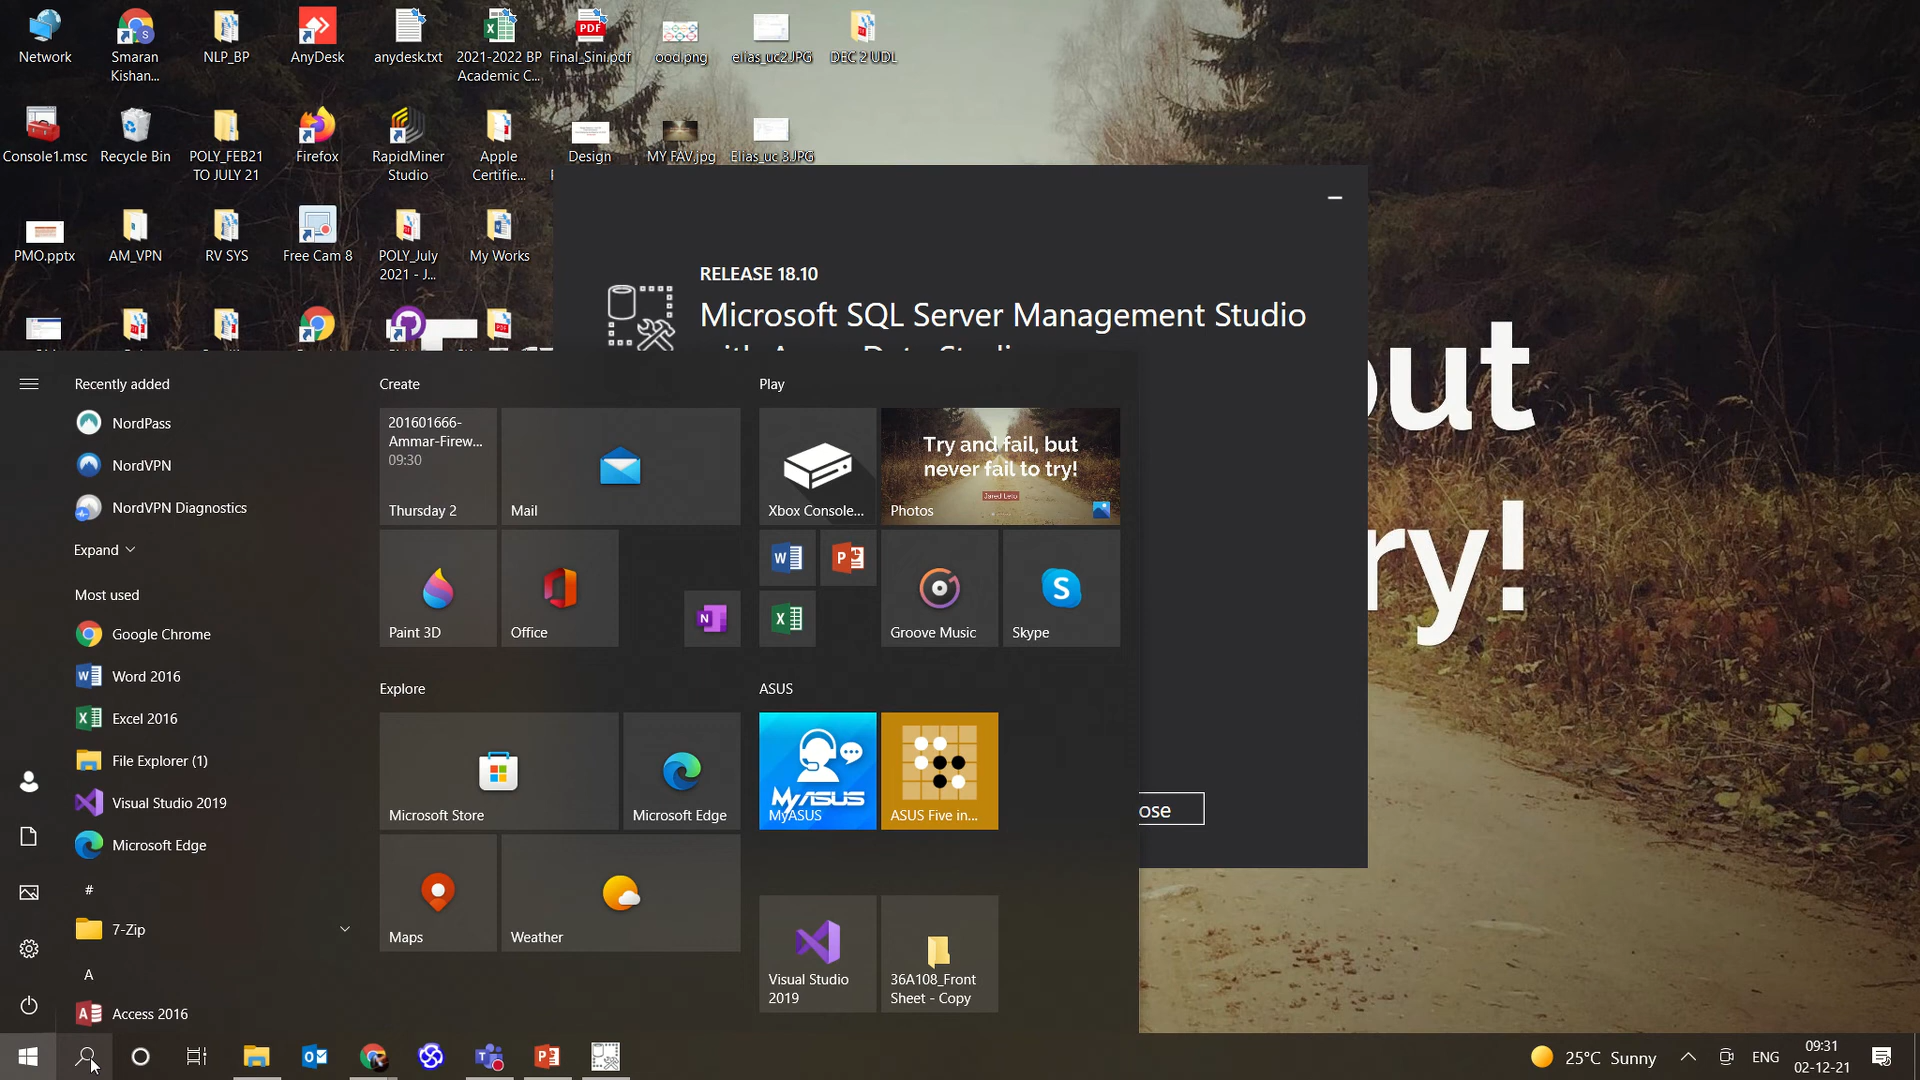 Network
Smaran
Kishan...
NLP_BP
AnyDesk
anydesk.txt
2021-2022 BP
Academic C...
PDF
Final_Sini.pdf
ood.png
elias_uc2JPG
DEC 2 UDL
Console1.msc
Recycle Bin
POLY_FEB21
TO JULY 21
Firefox
RapidMiner
Studio
Apple
Certifie...
Design
MY FAV.jpg
Elias_uc 3.JPG
PMO.pptx
AM_VPN
RV SYS
Free Cam 8
POLY_July
2021 - J...
My Works
RELEASE 18.10
Microsoft SQL Server Management Studio
out
ry!
ose
Recently added
NordPass
NordVPN
NordVPN Diagnostics
Expand
Most used
Google Chrome
Word 2016
Excel 2016
File Explorer (1)
Visual Studio 2019
Microsoft Edge
#
7-Zip
A
Access 2016
Create
201601666-
Ammar-Firew...
09:30
Thursday 2
Mail
Paint 3D
Office
Explore
Microsoft Store
Microsoft Edge
Maps
Weather
Play
Xbox Console...
Try and fail, but
never fail to try!
Jared Leto
Photos
Groove Music
Skype
ASUS
MyASUS
MyASUS
ASUS Five in...
Visual Studio
2019
36A108_Front
Sheet - Copy
25°C Sunny
ENG
09:31
02-12-21